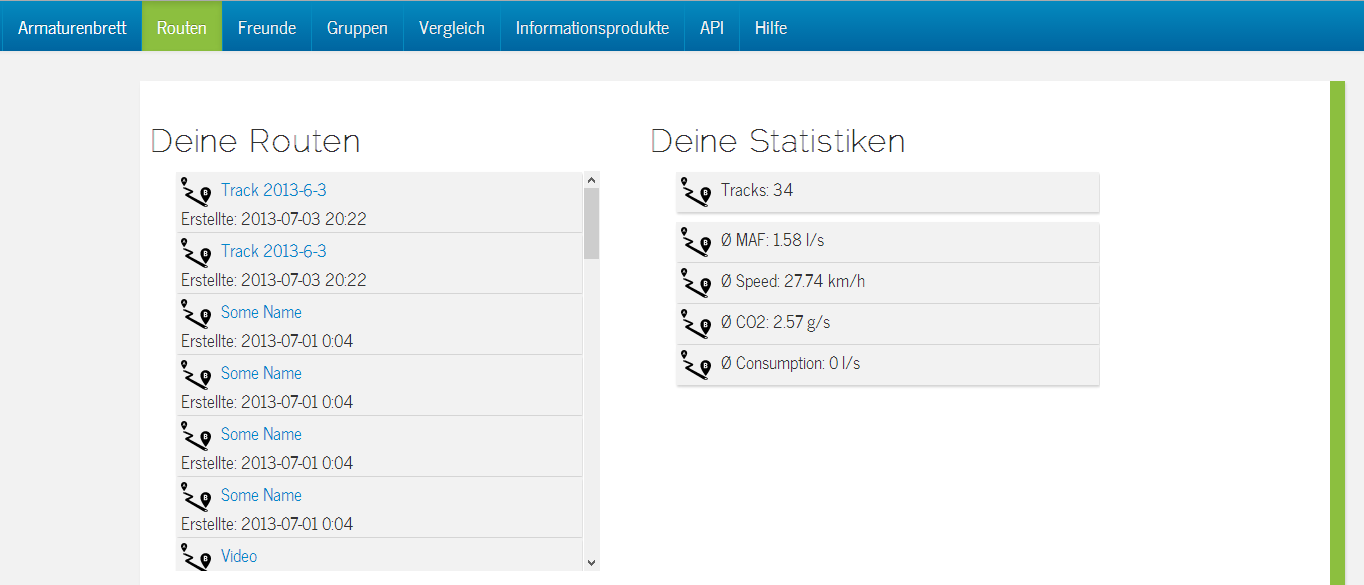 Armaturenbrett Routen Freunde Gruppen Vergleich Informationsprodukte API Hilfe
Deine Routen
Track 2013-6-3
Erstellte: 2013-07-03 20:22
Track 2013-6-3
Erstellte: 2013-07-03 20:22
Some Name
Erstellte: 2013-07-01 0:04
Some Name
Erstellte: 2013-07-01 0:04
Some Name
Erstellte: 2013-07-01 0:04
Some Name
Erstellte: 2013-07-01 0:04
Video
Deine Statistiken
Tracks: 34
Ø MAF: 1.58 l/s
Ø Speed: 27.74 km/h
Ø CO2: 2.57 g/s
Ø Consumption: 0 l/s